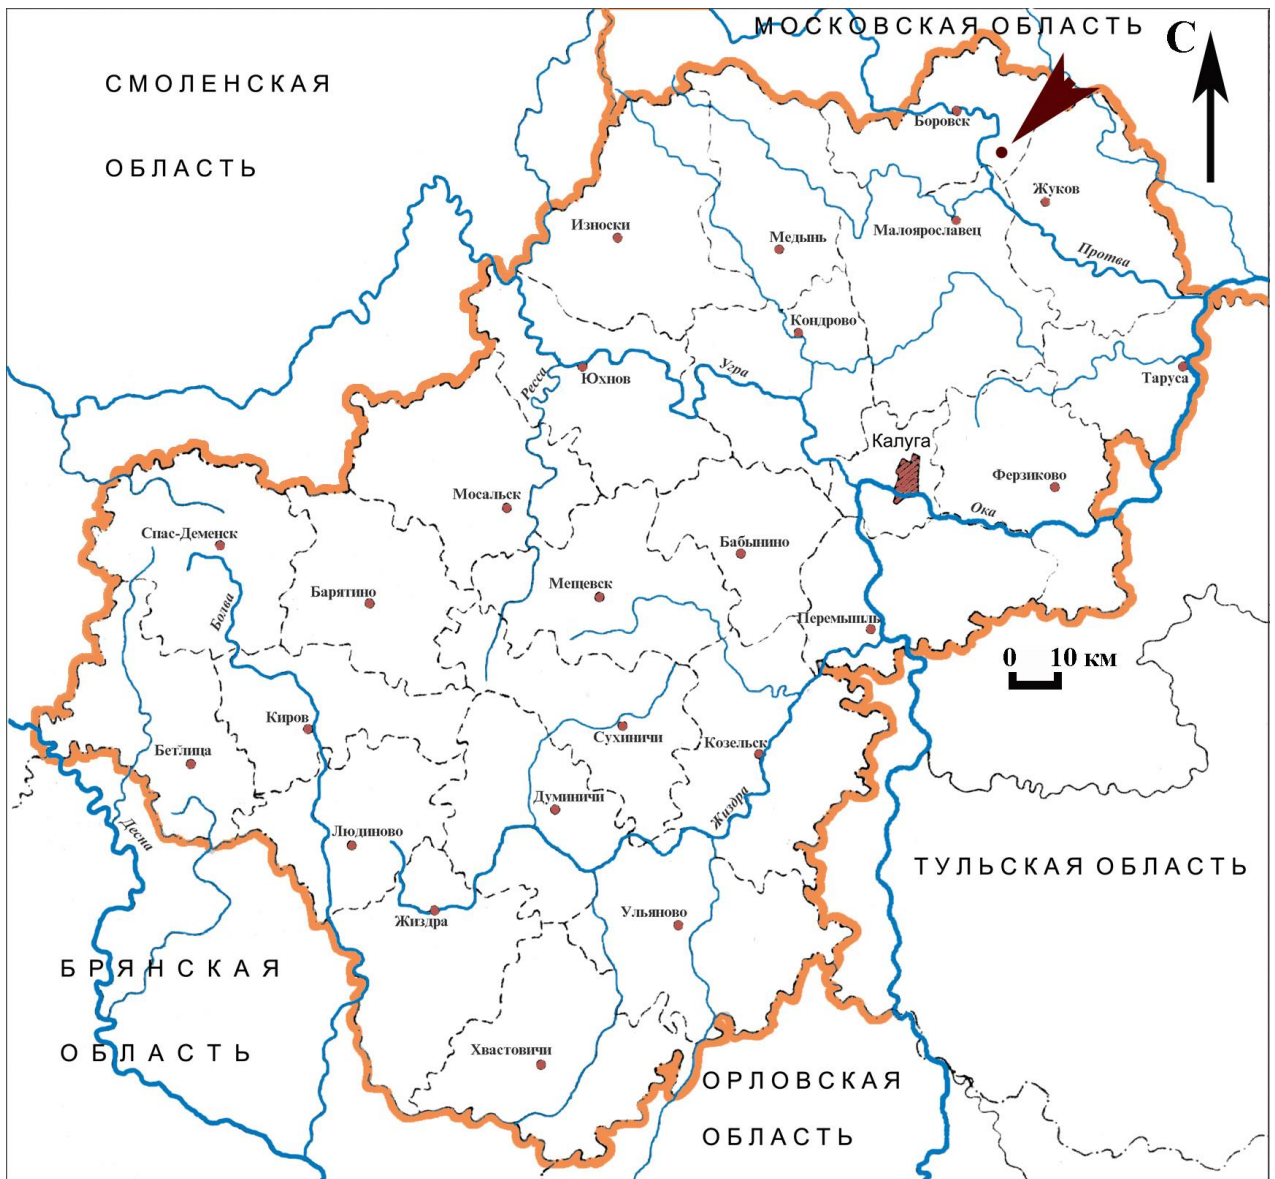 МОСКОВСКАЯ ОБЛАСТЬ
С
СМОЛЕНСКАЯ
ОБЛАСТЬ
Боровск
Жуков
Износки
Медынь
Малоярославец
Протва
Кондрово
Угра
Ресса
Юхнов
Таруса
Калуга
Ферзиково
Мосальск
Ока
Спас-Деменск
Бабынино
Барятино
Мещевск
Болва
Перемышль
0 10 км
Киров
Сухиничи
Козельск
Бетлица
Думиничи
Жиздра
Десна
Людиново
ТУЛЬСКАЯ ОБЛАСТЬ
Жиздра
Ульяново
БРЯНСКАЯ
ОБЛАСТЬ
Хвастовичи
ОРЛОВСКАЯ
ОБЛАСТЬ